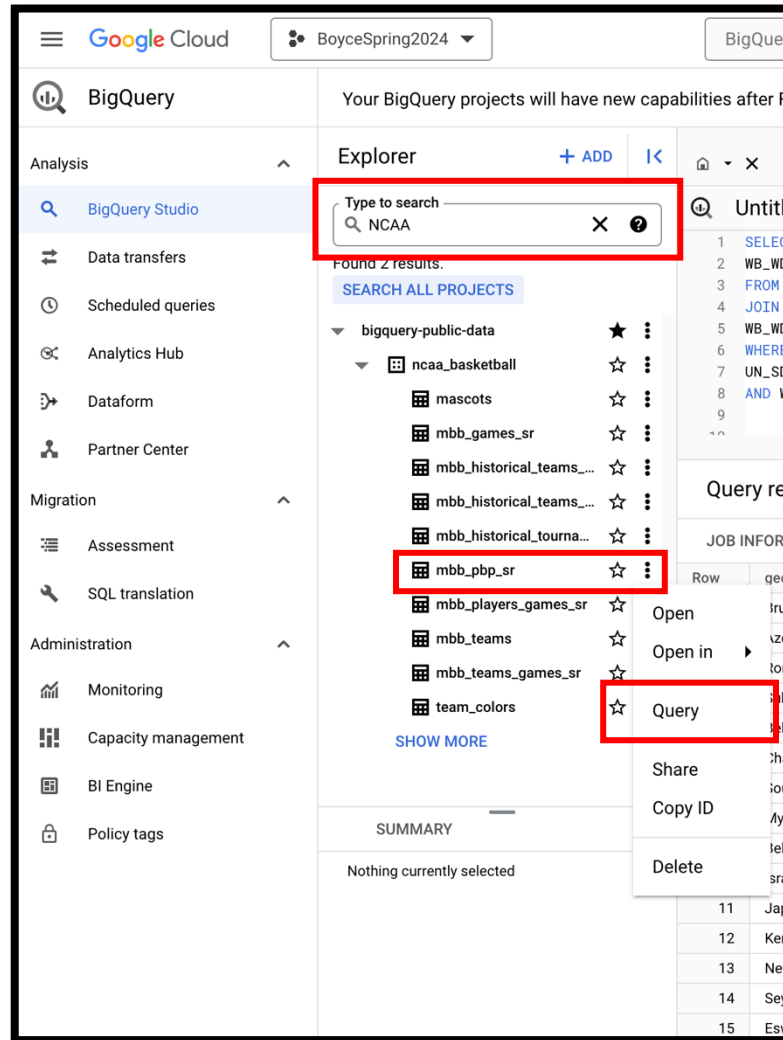 Google Cloud
BoyceSpring2024
BigQue
BigQuery
Your BigQuery projects will have new capabilities after F
Analysis
BigQuery Studio
Data transfers
Scheduled queries
Analytics Hub
Dataform
Partner Center
Migration
Assessment
SQL translation
Administration
Monitoring
Capacity management
BI Engine
Policy tags
Explorer
+ ADD
Type to search
NCAA
Found 2 results.
SEARCH ALL PROJECTS
bigquery-public-data
ncaa_basketball
mascots
mbb_games_sr
mbb_historical_teams_...
mbb_historical_teams_...
mbb_historical_tourna...
mbb_pbp_sr
mbb_players_games_sr
mbb_teams
mbb_teams_games_sr
team_colors
SHOW MORE
SUMMARY
Nothing currently selected
Open
Open in
Query
Share
Copy ID
Delete
Untitl
1 SELEC
2 WB_WD
3 FROM
4 JOIN
5 WB_WD
6 WHERE
7 UN_SD
8 AND W
9
Query re
JOB INFOR
Row
11 Jap
12 Ker
13 Ne
14 Sey
15 Esw